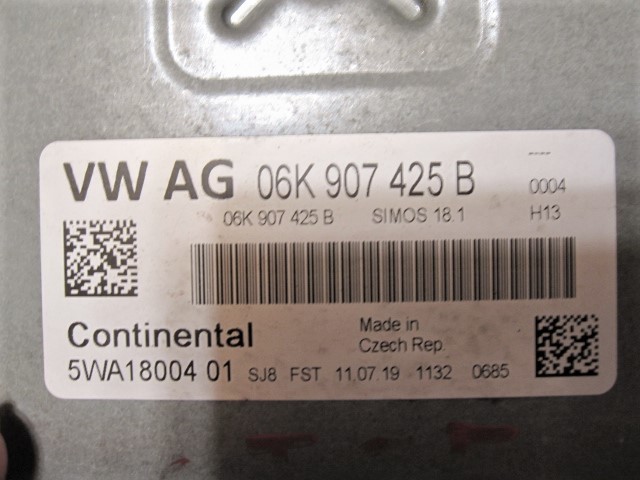 VW AG 06K 907 425 B ----
0004
06K 907 425 B SIMOS 18.1 H13
Continental Made in
Czech Rep.
5WA18004 01 SJ8 FST 11.07.19 1132 0685